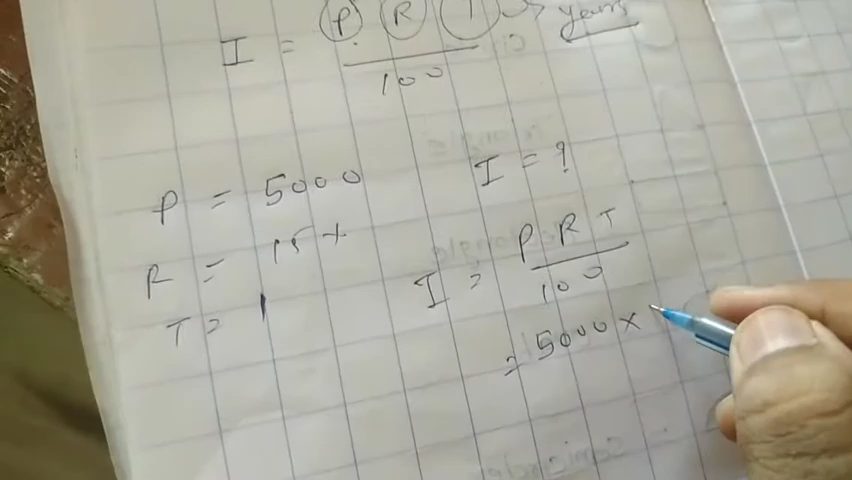 I = P. R T → years
100
P = 5000
I = ?
R = 15 %
I = P R T
100
T = 1
= 5000 ×